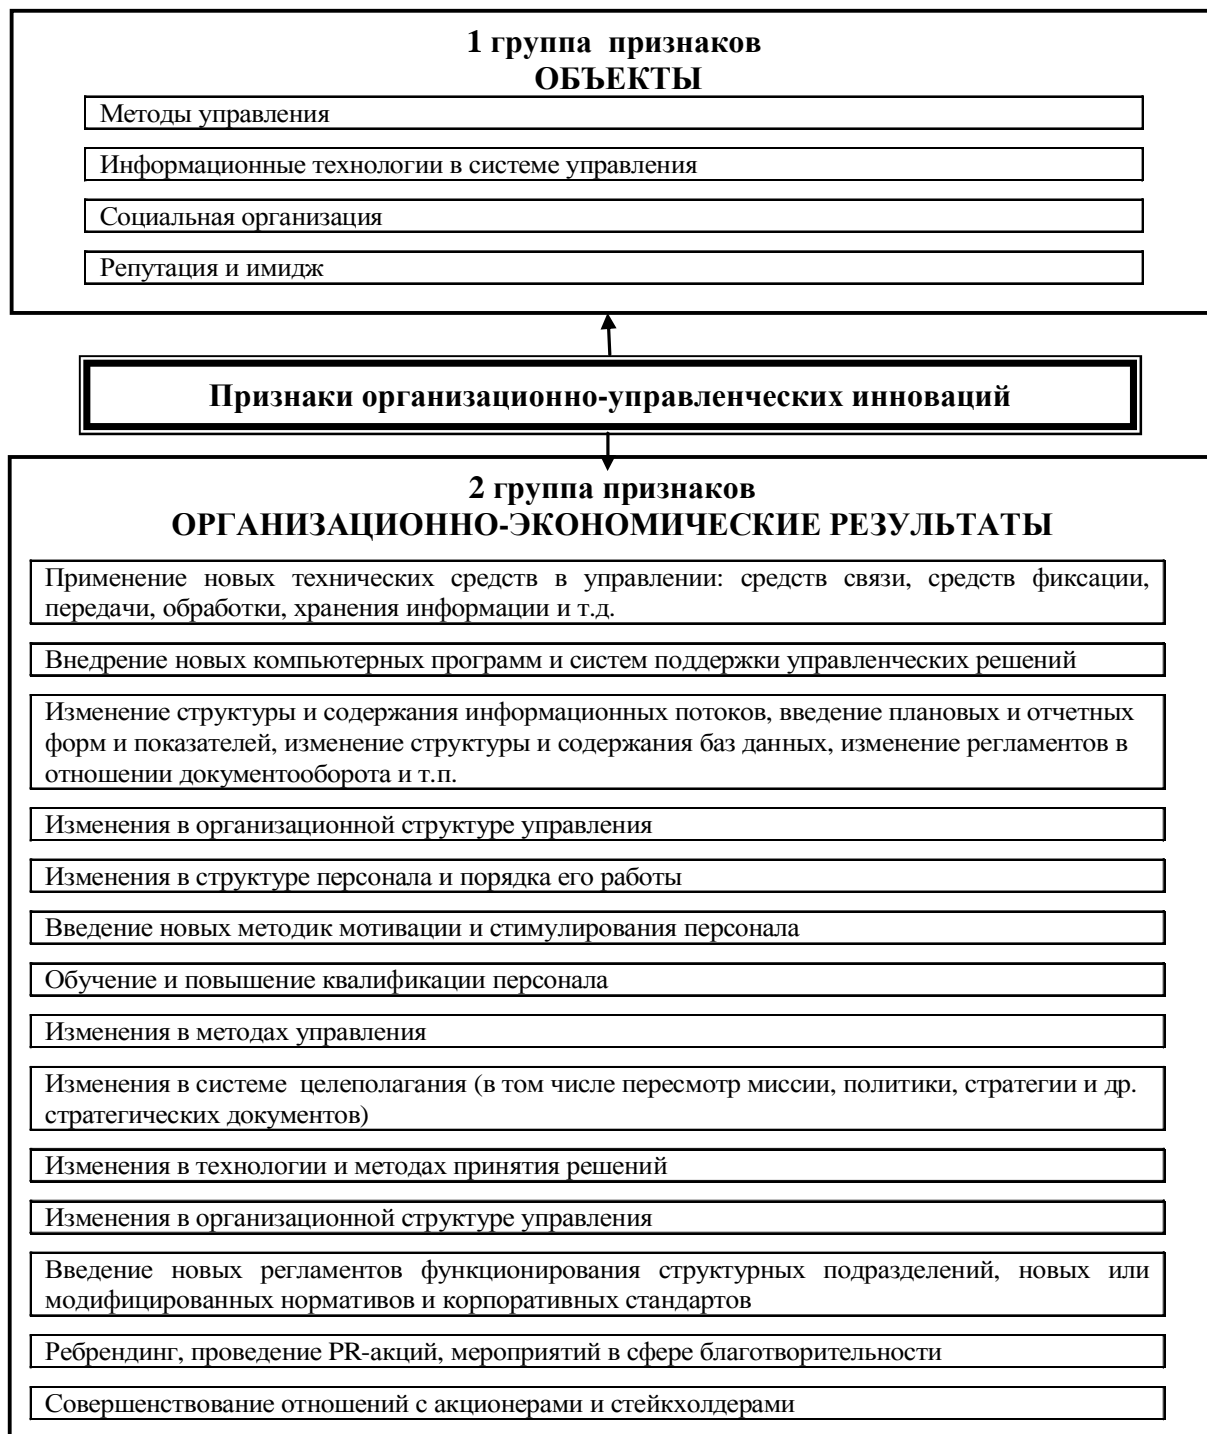 1 группа признаков
ОБЪЕКТЫ
Методы управления
Информационные технологии в системе управления
Социальная организация
Репутация и имидж
Признаки организационно-управленческих инноваций
2 группа признаков
ОРГАНИЗАЦИОННО-ЭКОНОМИЧЕСКИЕ РЕЗУЛЬТАТЫ
Применение новых технических средств в управлении: средств связи, средств фиксации,
передачи, обработки, хранения информации и т.д.
Внедрение новых компьютерных программ и систем поддержки управленческих решений
Изменение структуры и содержания информационных потоков, введение плановых и отчетных
форм и показателей, изменение структуры и содержания баз данных, изменение регламентов в
отношении документооборота и т.п.
Изменения в организационной структуре управления
Изменения в структуре персонала и порядка его работы
Введение новых методик мотивации и стимулирования персонала
Обучение и повышение квалификации персонала
Изменения в методах управления
Изменения в системе целеполагания (в том числе пересмотр миссии, политики, стратегии и др.
стратегических документов)
Изменения в технологии и методах принятия решений
Изменения в организационной структуре управления
Введение новых регламентов функционирования структурных подразделений, новых или
модифицированных нормативов и корпоративных стандартов
Ребрендинг, проведение PR-акций, мероприятий в сфере благотворительности
Совершенствование отношений с акционерами и стейкхолдерами